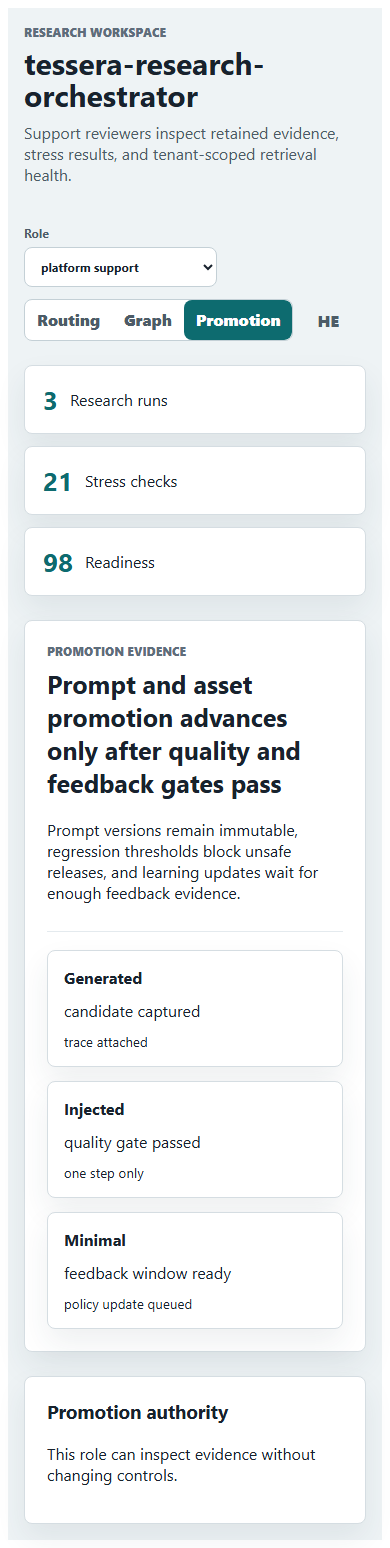 RESEARCH WORKSPACE
tessera-research-
orchestrator
Support reviewers inspect retained evidence,
stress results, and tenant-scoped retrieval
health.
Role
platform support
Routing Graph Promotion HE
3 Research runs
21 Stress checks
98 Readiness
PROMOTION EVIDENCE
Prompt and asset
promotion advances
only after quality and
feedback gates pass
Prompt versions remain immutable,
regression thresholds block unsafe
releases, and learning updates wait for
enough feedback evidence.
Generated
candidate captured
trace attached
Injected
quality gate passed
one step only
Minimal
feedback window ready
policy update queued
Promotion authority
This role can inspect evidence without
changing controls.